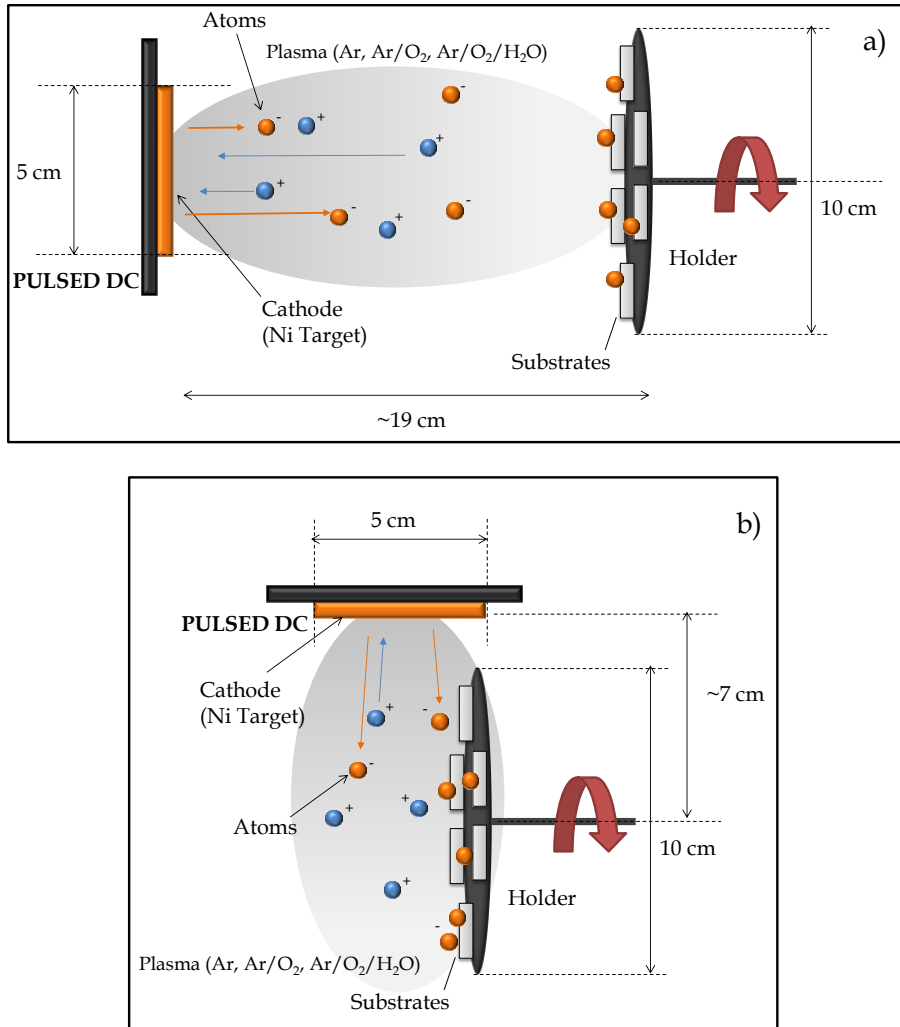 Atoms
Plasma (Ar, Ar/O₂, Ar/O₂/H₂O)
a)
-
+
-
+
5 cm
+
-
-
+
10 cm
Holder
PULSED DC
Cathode
(Ni Target)
Substrates
~19 cm
5 cm
b)
PULSED DC
Cathode
(Ni Target)
~7 cm
+
-
-
+
+
Atoms
10 cm
+
Holder
-
Plasma (Ar, Ar/O₂, Ar/O₂/H₂O)
Substrates